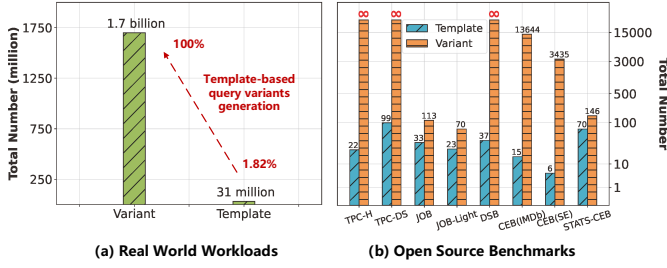 Total Number (million)
1750
1250
750
250
1.7 billion
100%
Template-based
query variants
generation
1.82%
31 million
Variant
Template
(a) Real World Workloads
Template
Variant
∞
∞
∞
22
99
33
113
23
70
37
15
13644
6
3435
70
146
15000
3000
500
100
10
1
Total Number
TPC-H
TPC-DS
JOB
JOB-Light
DSB
CEB(IMDb)
CEB(SE)
STATS-CEB
(b) Open Source Benchmarks